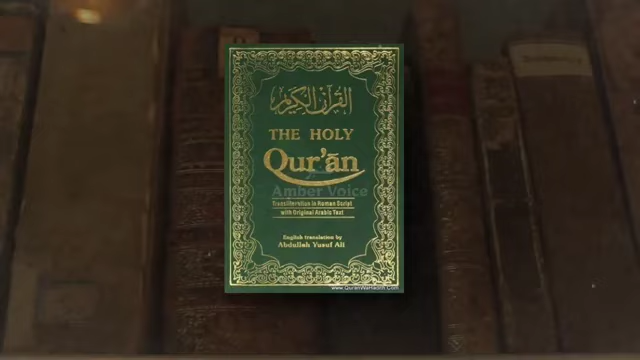 القرآن الكريم
THE HOLY
Qur'ān
Amber Voice
Transliteration in Roman Script
with Original Arabic Text
English translation by
Abdullah Yusuf Ali
www.QuranWaHadith.Com